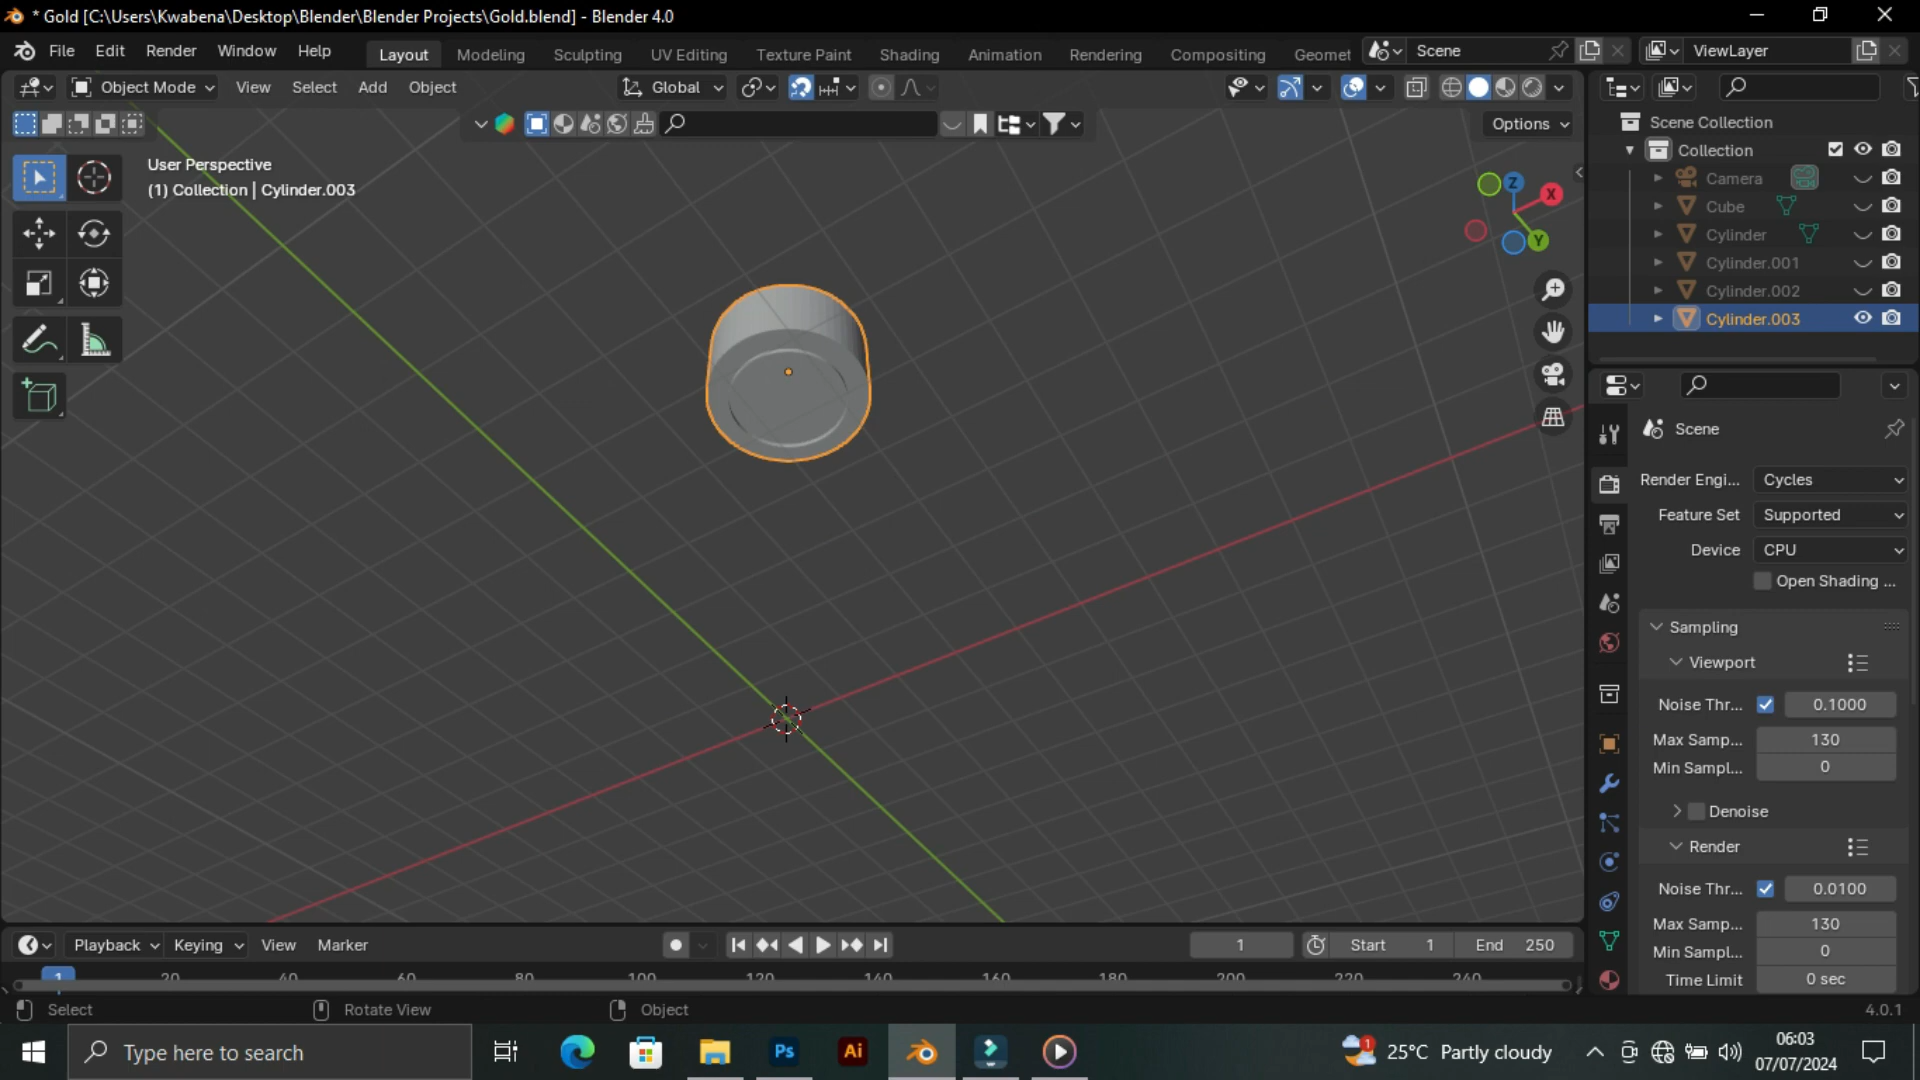 * Gold [C:\Users\Kwabena\Desktop\Blender\Blender Projects\Gold.blend] - Blender 4.0
File Edit Render Window Help Layout Modeling Sculpting UV Editing Texture Paint Shading Animation Rendering Compositing Geomet Scene ViewLayer
Object Mode View Select Add Object Global
Options
User Perspective
(1) Collection | Cylinder.003
Z
X
Y
Scene Collection
Collection
Camera
Cube
Cylinder
Cylinder.001
Cylinder.002
Cylinder.003
Scene
Render Engi... Cycles
Feature Set Supported
Device CPU
Open Shading ...
Sampling
Viewport
Noise Thr... 0.1000
Max Samp... 130
Min Sampl... 0
Denoise
Render
Noise Thr... 0.0100
Max Samp... 130
Min Sampl... 0
Time Limit 0 sec
Playback Keying View Marker 1 Start 1 End 250
1 20 40 60 80 100 120 140 160 180 200 220 240
Select Rotate View Object 4.0.1
Type here to search Ps Ai 1 25°C Partly cloudy 06:03
07/07/2024